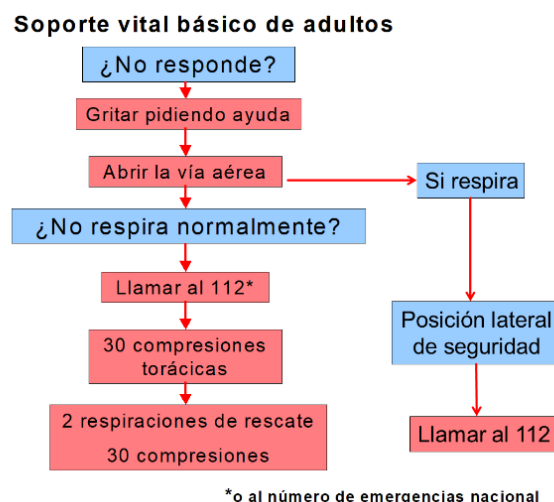 Soporte vital básico de adultos
¿No responde?
Gritar pidiendo ayuda
Abrir la vía aérea
Si respira
¿No respira normalmente?
Llamar al 112*
30 compresiones
torácicas
2 respiraciones de rescate
30 compresiones
Posición lateral
de seguridad
Llamar al 112
*o al número de emergencias nacional